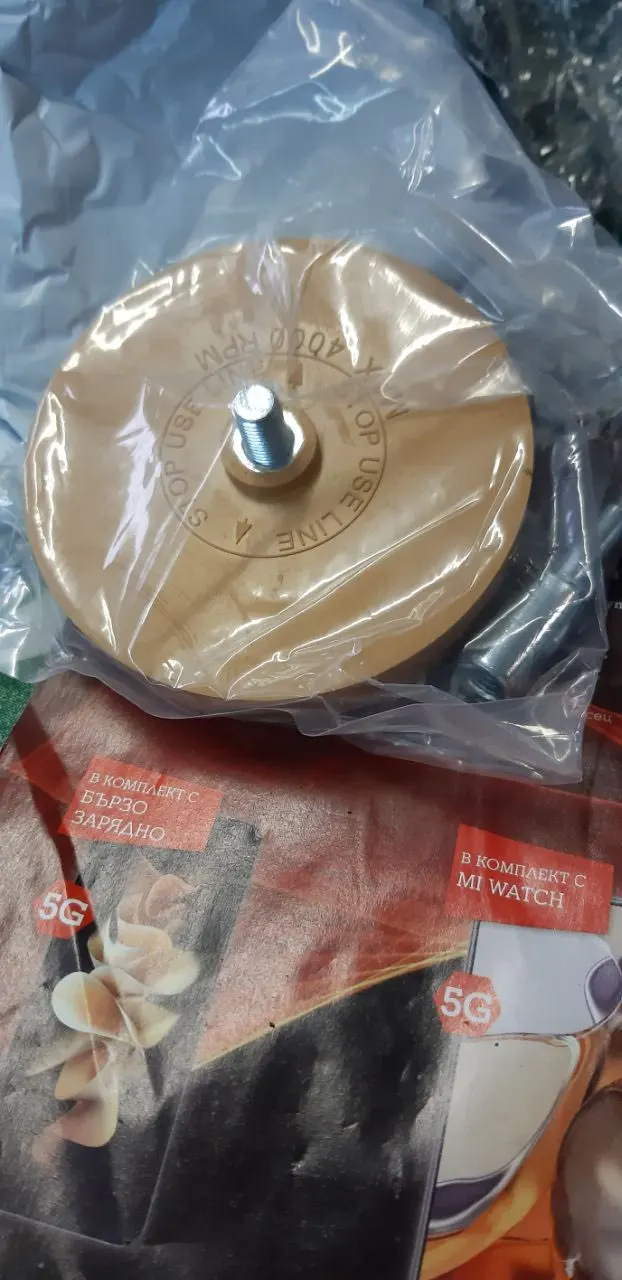 4000 RPM
STOP USE LINE
STOP USE LINE
В КОМПЛЕКТ С
БЪРЗО
ЗАРЯДНО
5G
В КОМПЛЕКТ С
MI WATCH
5G